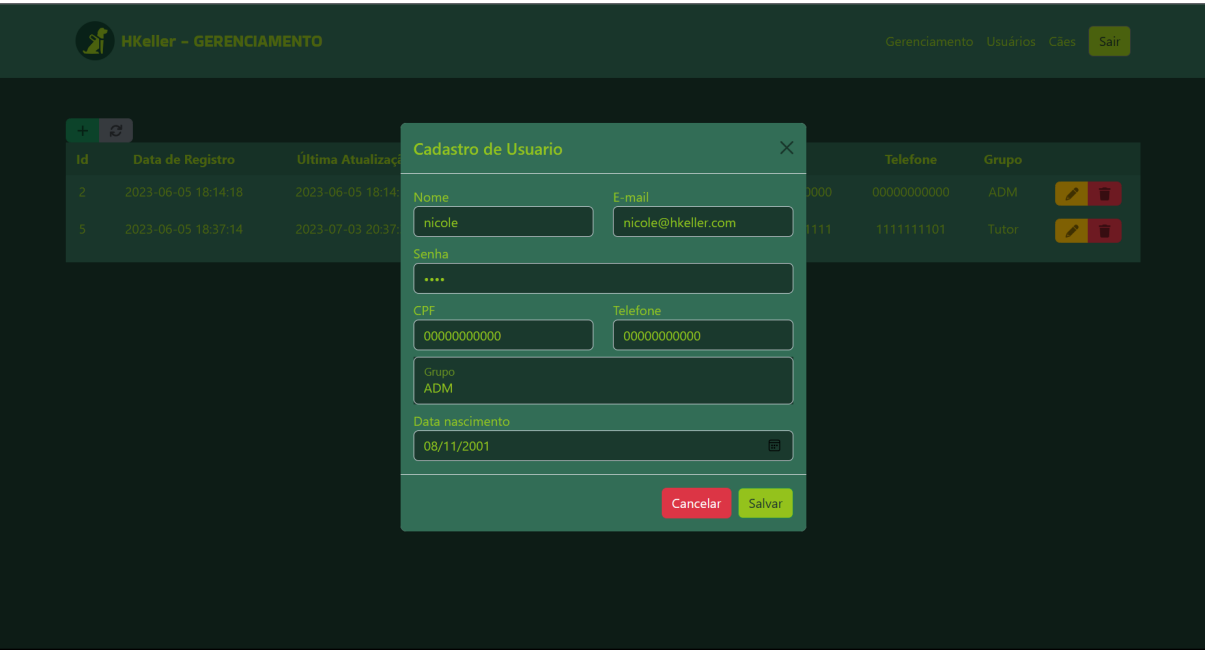 HKeller - GERENCIAMENTO
Gerenciamento Usuários Cães Sair
Id Data de Registro Última Atualizaçã Telefone Grupo
2 2023-06-05 18:14:18 2023-06-05 18:14: 0000 00000000000 ADM
5 2023-06-05 18:37:14 2023-07-03 20:37: 1111 1111111101 Tutor
Cadastro de Usuario
Nome E-mail
nicole nicole@hkeller.com
Senha
••••
CPF Telefone
00000000000 00000000000
Grupo
ADM
Data nascimento
08/11/2001
Cancelar Salvar